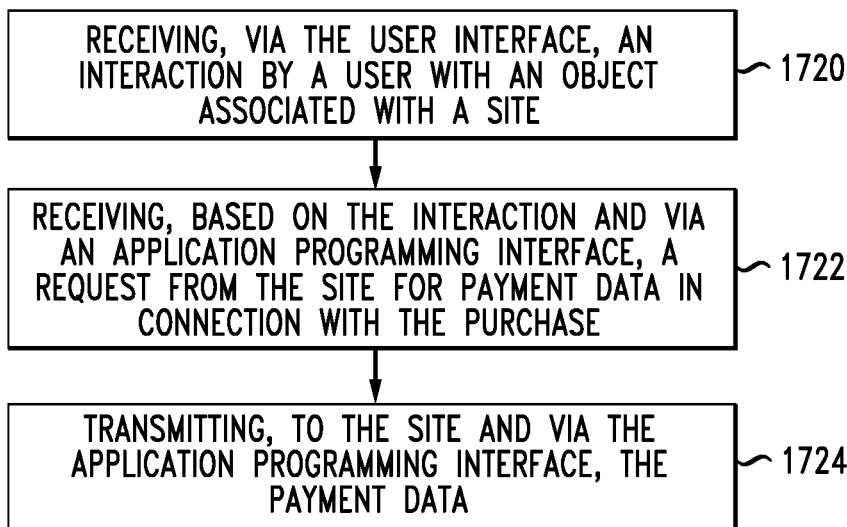 RECEIVING, VIA THE USER INTERFACE, AN
INTERACTION BY A USER WITH AN OBJECT
ASSOCIATED WITH A SITE
1720
RECEIVING, BASED ON THE INTERACTION AND VIA
AN APPLICATION PROGRAMMING INTERFACE, A
REQUEST FROM THE SITE FOR PAYMENT DATA IN
CONNECTION WITH THE PURCHASE
1722
TRANSMITTING, TO THE SITE AND VIA THE
APPLICATION PROGRAMMING INTERFACE, THE
PAYMENT DATA
1724